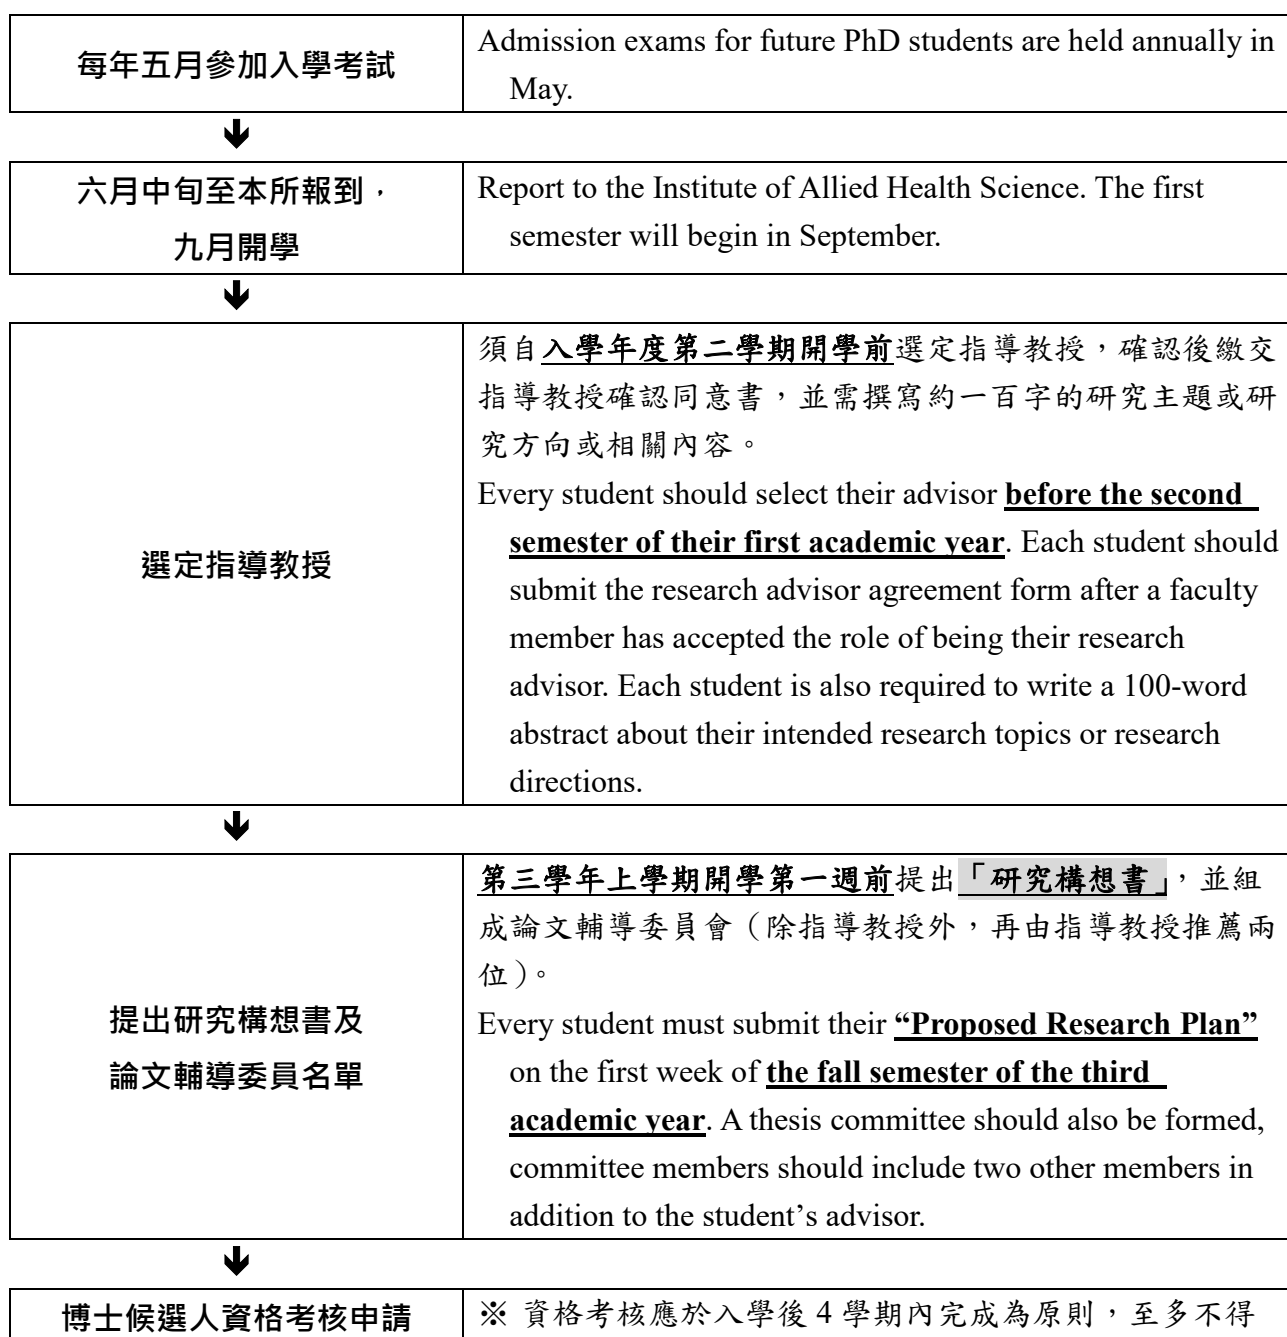 每年五月參加入學考試
Admission exams for future PhD students are held annually in
May.
六月中旬至本所報到，
九月開學
Report to the Institute of Allied Health Science. The first
semester will begin in September.
選定指導教授
須自入學年度第二學期開學前選定指導教授，確認後繳交
指導教授確認同意書，並需撰寫約一百字的研究主題或研
究方向或相關內容。
Every student should select their advisor before the second
semester of their first academic year. Each student should
submit the research advisor agreement form after a faculty
member has accepted the role of being their research
advisor. Each student is also required to write a 100-word
abstract about their intended research topics or research
directions.
提出研究構想書及
論文輔導委員名單
第三學年上學期開學第一週前提出「研究構想書」，並組
成論文輔導委員會（除指導教授外，再由指導教授推薦兩
位）。
Every student must submit their “Proposed Research Plan”
on the first week of the fall semester of the third
academic year. A thesis committee should also be formed,
committee members should include two other members in
addition to the student’s advisor.
博士候選人資格考核申請
※ 資格考核應於入學後 4 學期內完成為原則，至多不得